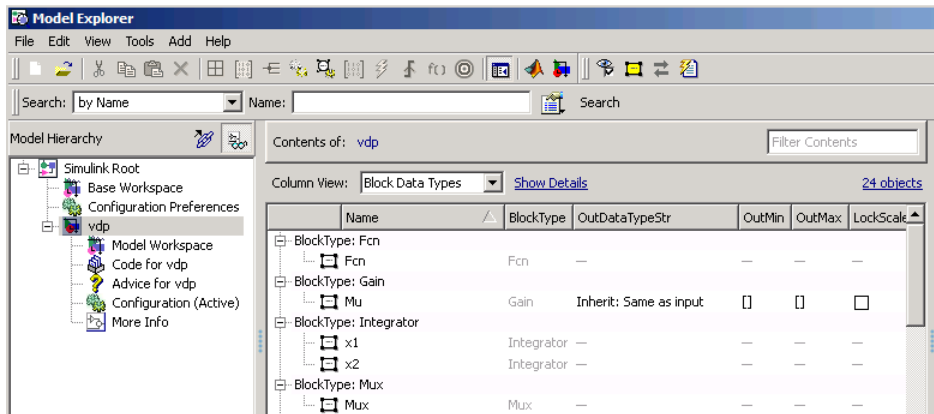 Model Explorer
File Edit View Tools Add Help
Search: by Name Name: Search
Model Hierarchy
Simulink Root
Base Workspace
Configuration Preferences
vdp
Model Workspace
Code for vdp
Advice for vdp
Configuration (Active)
More Info
Contents of: vdp Filter Contents
Column View: Block Data Types Show Details 24 objects
Name BlockType OutDataTypeStr OutMin OutMax LockScale
BlockType: Fcn
Fcn Fcn — — — —
BlockType: Gain
Mu Gain Inherit: Same as input [] []
BlockType: Integrator
x1 Integrator — — — —
x2 Integrator — — — —
BlockType: Mux
Mux Mux — — — —